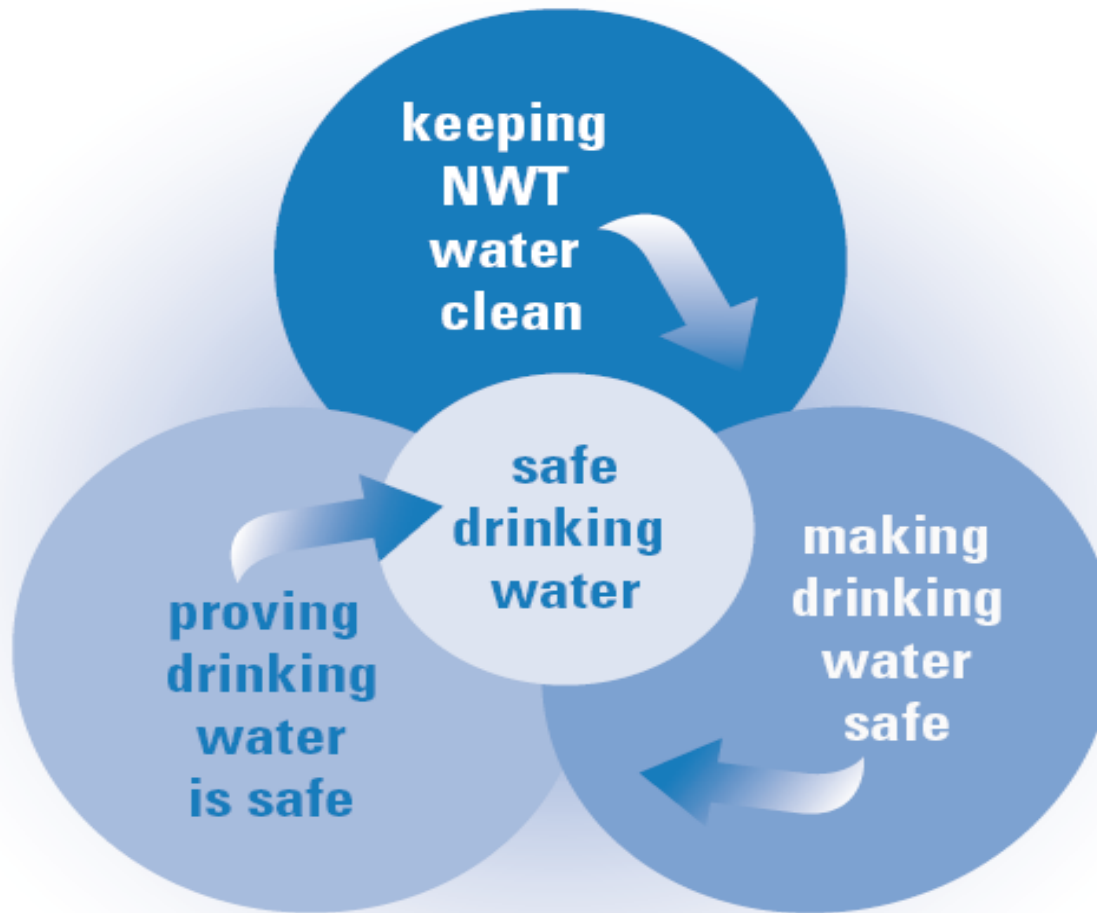 keeping
NWT
water
clean
safe
drinking
water
making
drinking
water
safe
proving
drinking
water
is safe